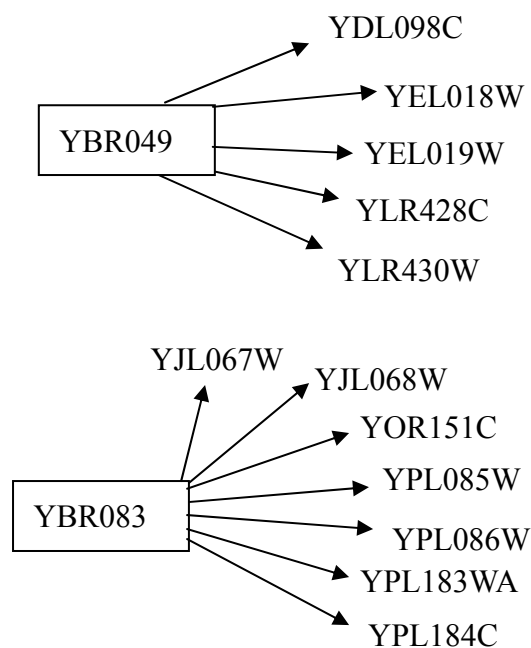 YDL098C
YEL018W
YBR049
YEL019W
YLR428C
YLR430W
YJL067W
YJL068W
YOR151C
YPL085W
YBR083
YPL086W
YPL183WA
YPL184C